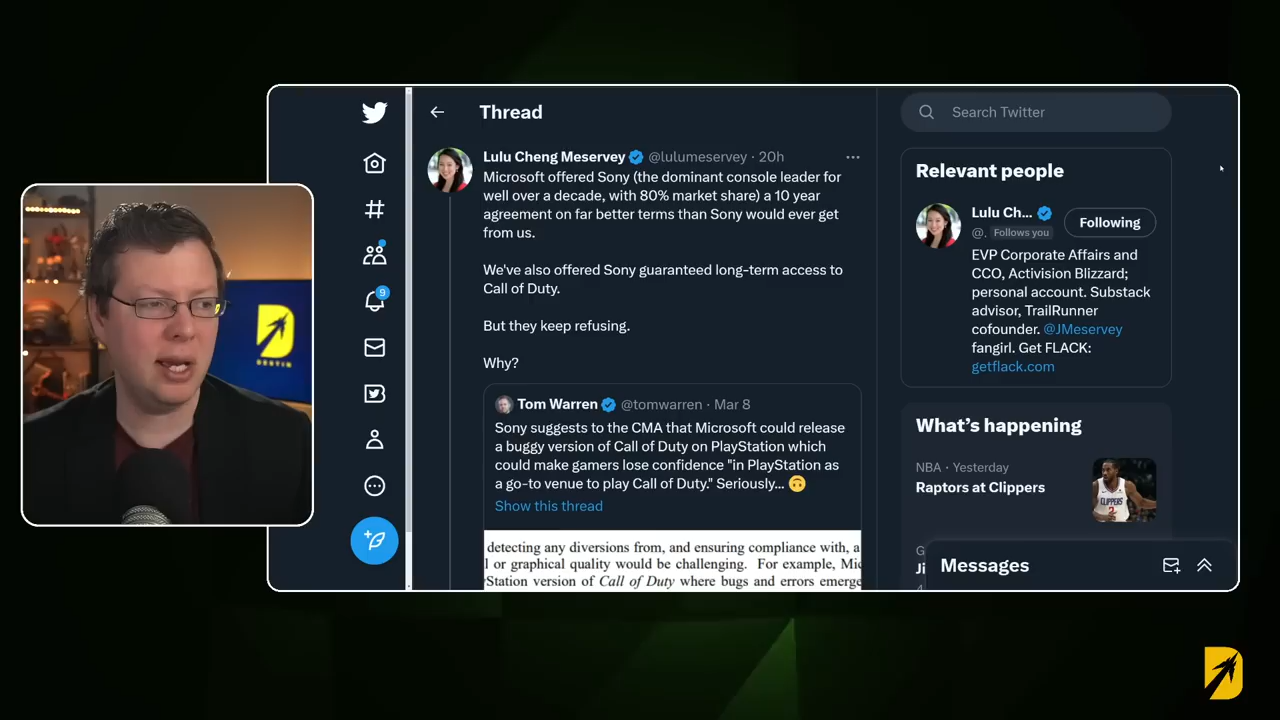 Thread
Lulu Cheng Meservey @lulumeservey · 20h
Microsoft offered Sony (the dominant console leader for
well over a decade, with 80% market share) a 10 year
agreement on far better terms than Sony would ever get
from us.
We've also offered Sony guaranteed long-term access to
Call of Duty.
But they keep refusing.
Why?
Tom Warren @tomwarren · Mar 8
Sony suggests to the CMA that Microsoft could release
a buggy version of Call of Duty on PlayStation which
could make gamers lose confidence "in PlayStation as
a go-to venue to play Call of Duty." Seriously... 🙃
Show this thread
detecting any diversions from, and ensuring compliance with, a
l or graphical quality would be challenging. For example, Mic
yStation version of Call of Duty where bugs and errors emerge
9
Search Twitter
Relevant people
Lulu Ch...
@. Follows you
Following
EVP Corporate Affairs and
CCO, Activision Blizzard;
personal account. Substack
advisor, TrailRunner
cofounder. @JMeservey
fangirl. Get FLACK:
getflack.com
What's happening
NBA · Yesterday
Raptors at Clippers
CLIPPERS
2
G
Ji
4
Messages
DESTIN